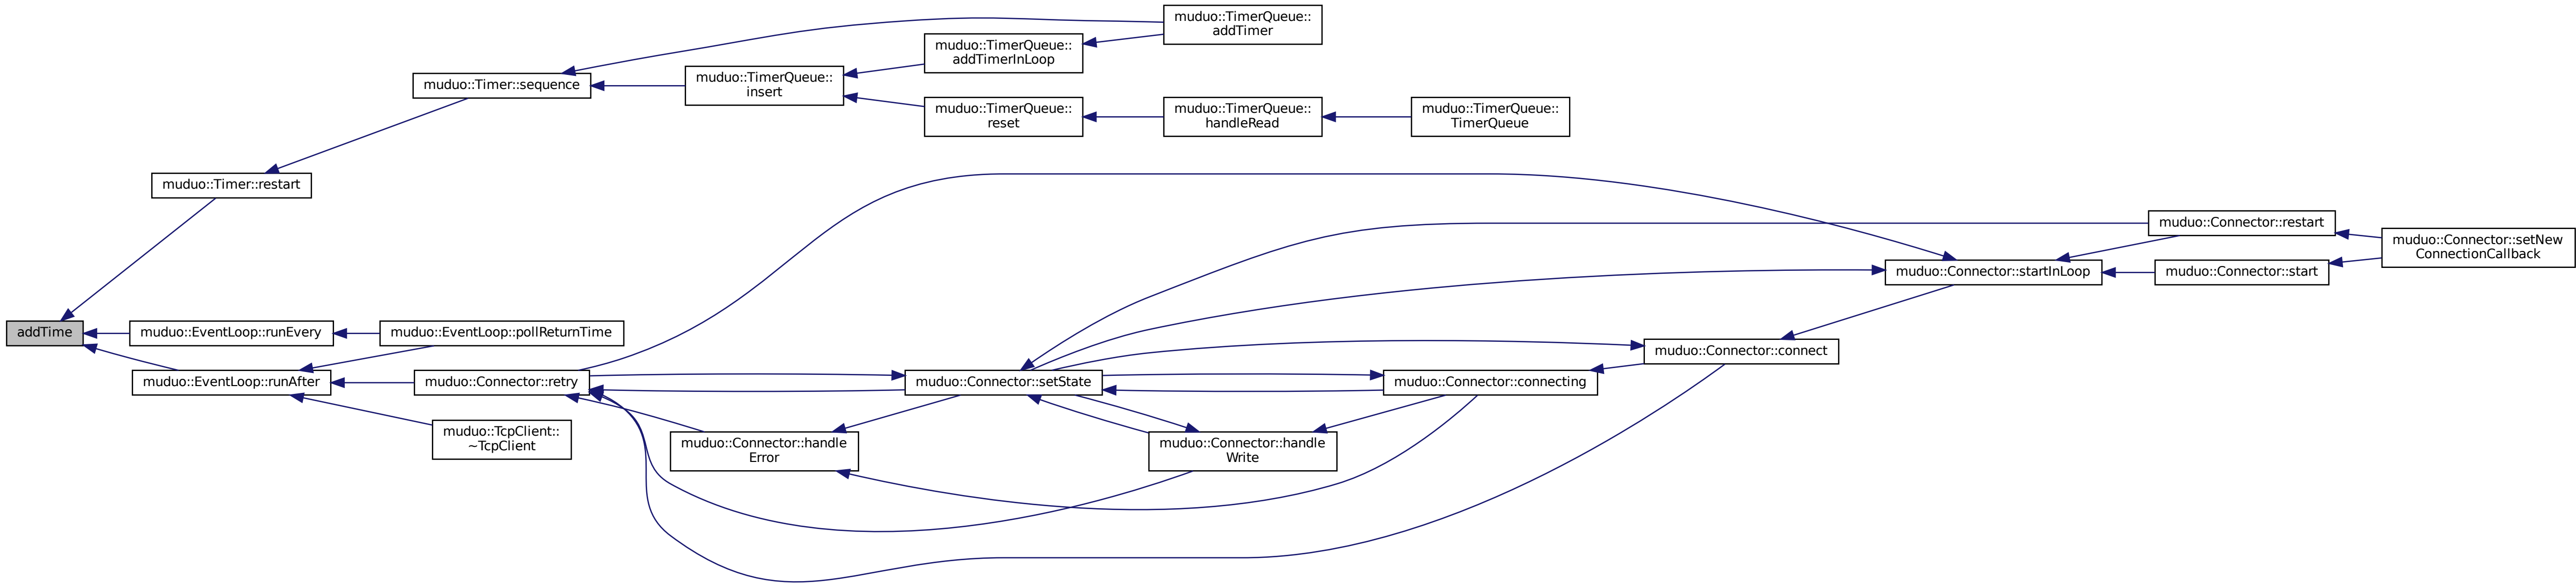 muduo::TimerQueue::
addTimer
muduo::TimerQueue::
addTimerInLoop
muduo::Timer::sequence
muduo::TimerQueue::
insert
muduo::TimerQueue::
reset
muduo::TimerQueue::
handleRead
muduo::TimerQueue::
TimerQueue
muduo::Timer::restart
muduo::Connector::restart
muduo::Connector::setNew
ConnectionCallback
muduo::Connector::startInLoop
muduo::Connector::start
addTime
muduo::EventLoop::runEvery
muduo::EventLoop::pollReturnTime
muduo::Connector::connect
muduo::EventLoop::runAfter
muduo::Connector::retry
muduo::Connector::setState
muduo::Connector::connecting
muduo::TcpClient::
~TcpClient
muduo::Connector::handle
Error
muduo::Connector::handle
Write